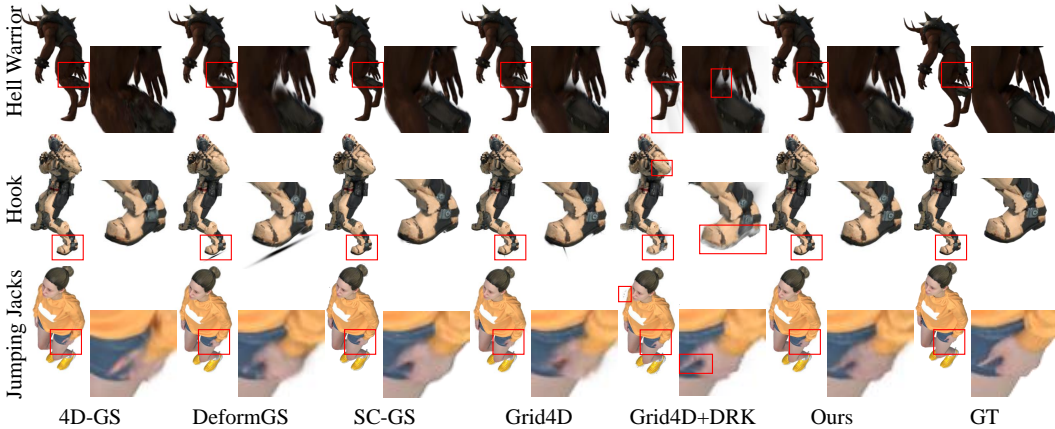 Hell Warrior
Hook
Jumping Jacks
4D-GS DeformGS SC-GS Grid4D Grid4D+DRK Ours GT